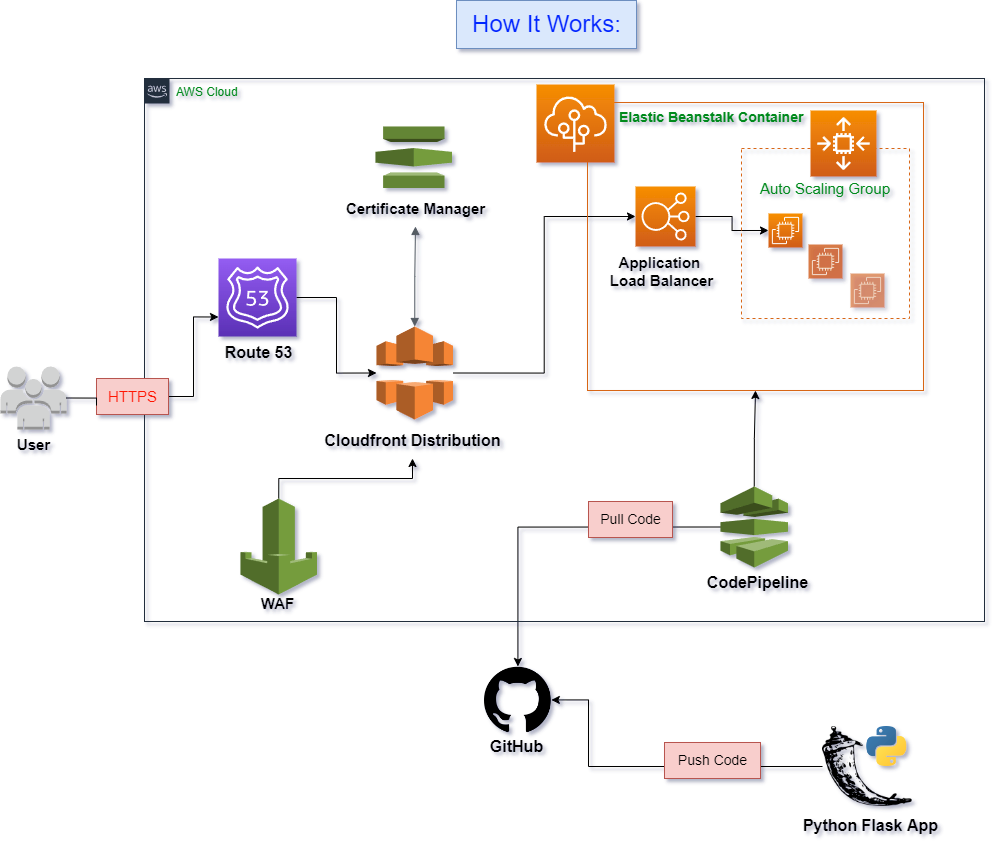 How It Works:
aws
AWS Cloud
Elastic Beanstalk Container
Certificate Manager
Auto Scaling Group
Application
Load Balancer
53
Route 53
HTTPS
User
Cloudfront Distribution
Pull Code
CodePipeline
WAF
GitHub
Push Code
Python Flask App